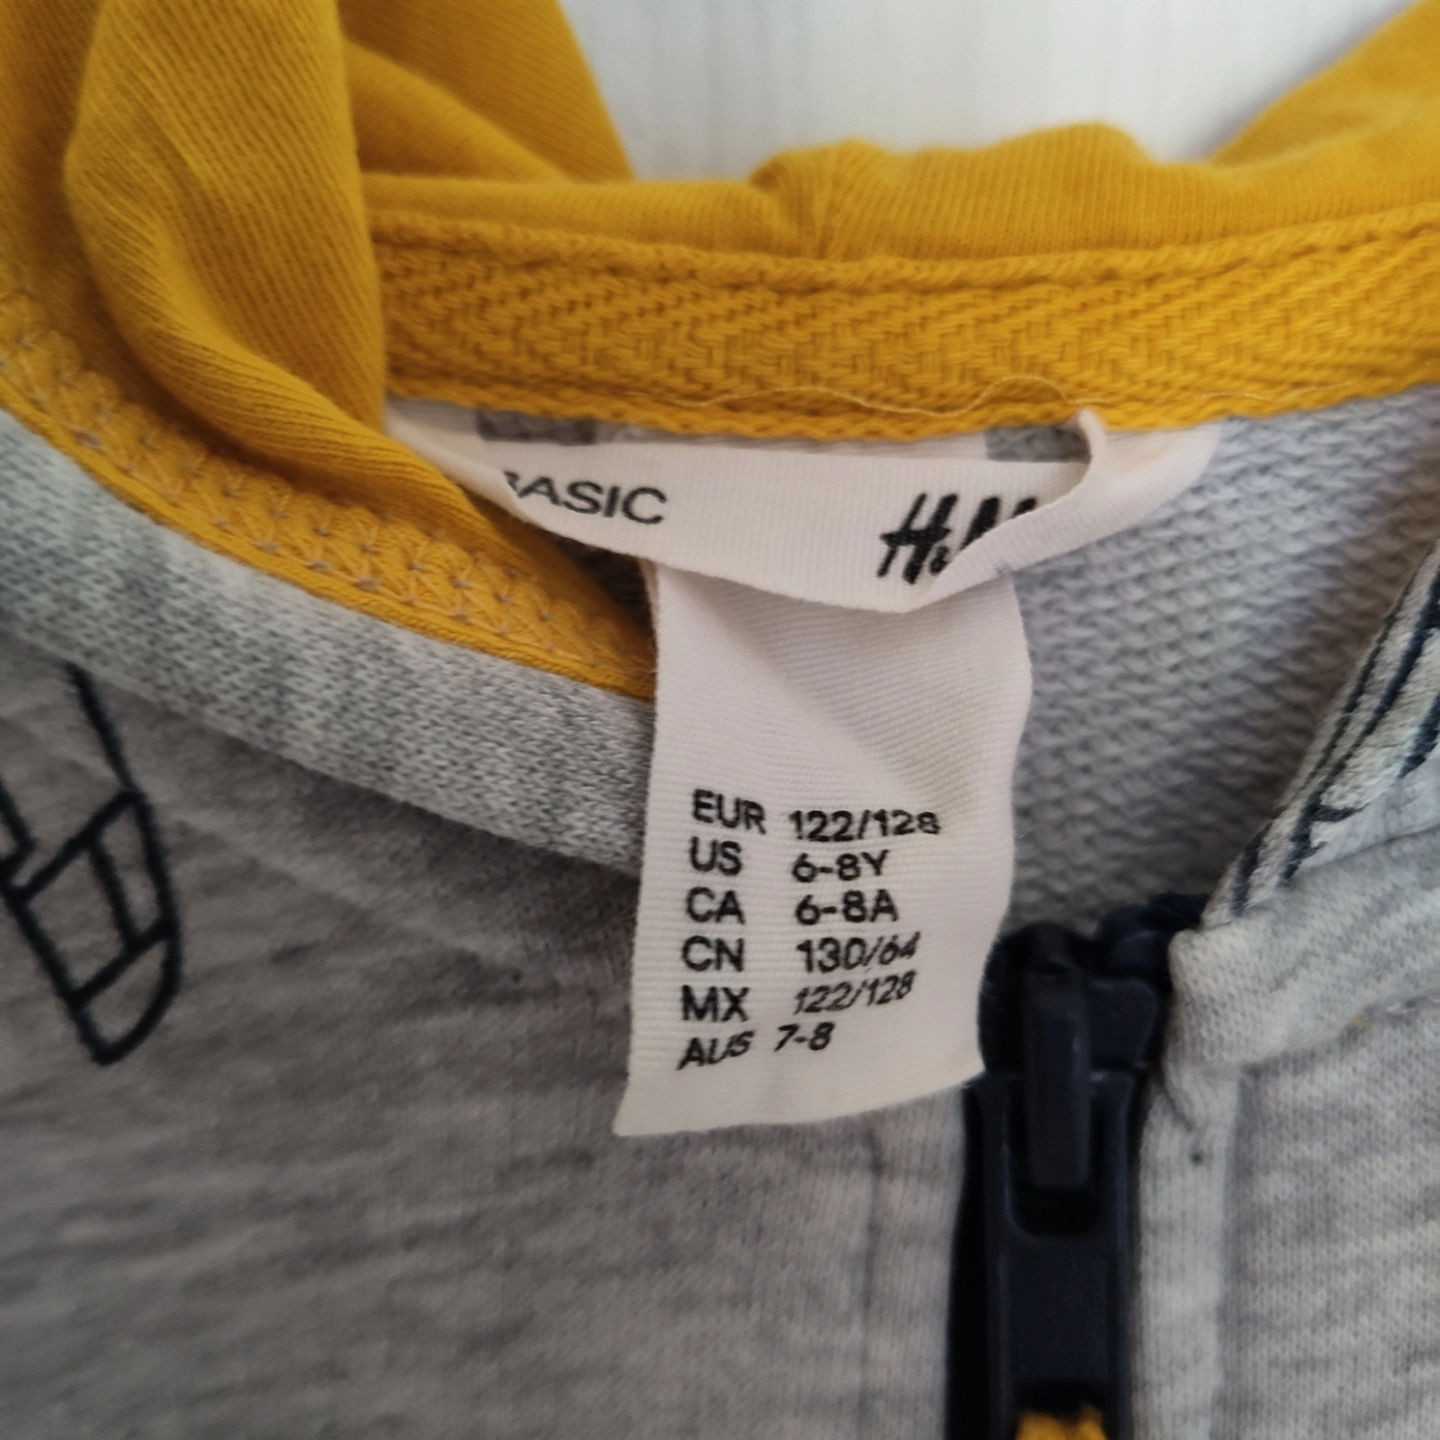 BASIC H&M
EUR 122/128
US 6-8Y
CA 6-8A
CN 130/64
MX 122/128
AUS 7-8